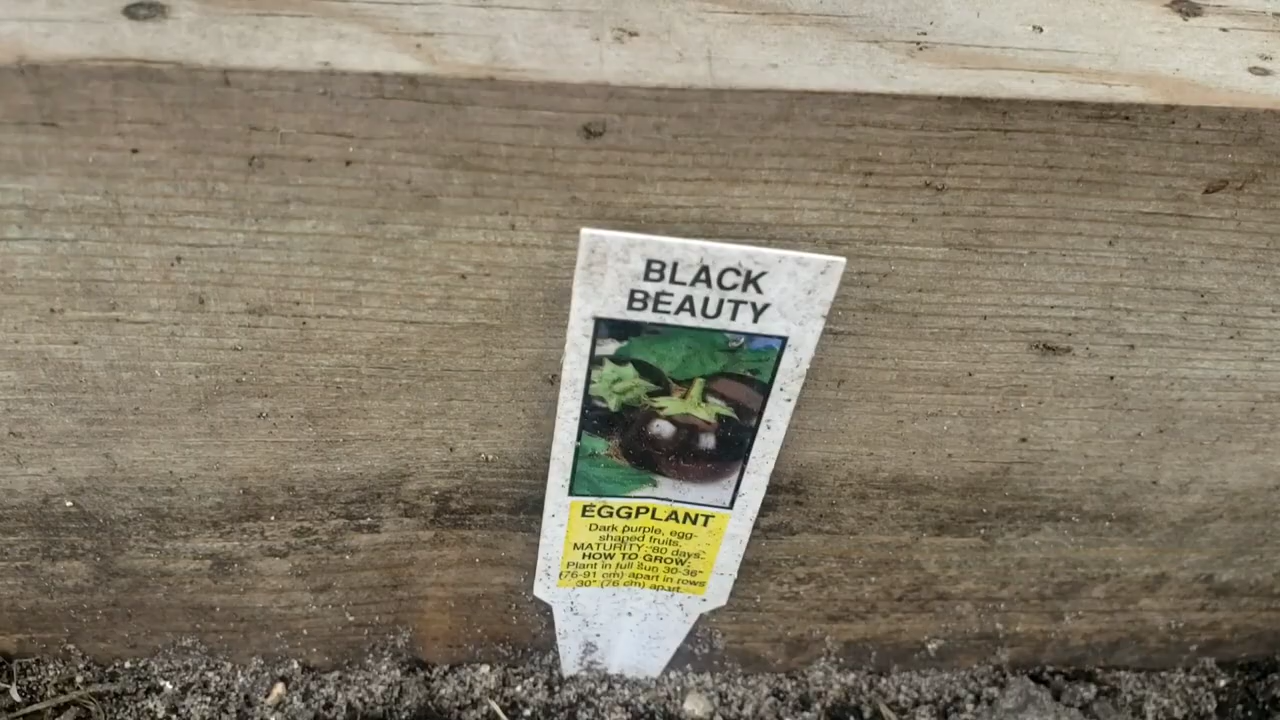 BLACK
BEAUTY
EGGPLANT
Dark purple, egg-
shaped fruits.
MATURITY: 80 days.
HOW TO GROW:
Plant in full sun 30-36"
(76-91 cm) apart in rows
30" (76 cm) apart.